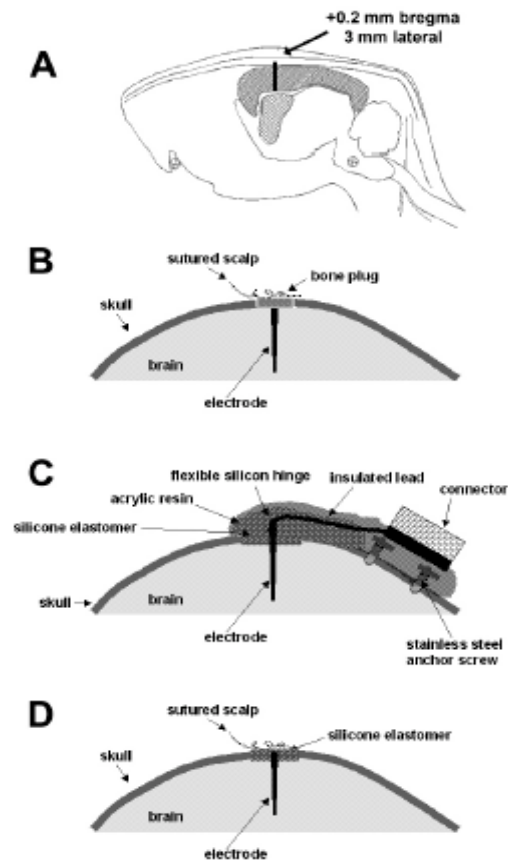 +0.2 mm bregma
3 mm lateral
A
B
sutured scalp
bone plug
skull
brain
electrode
C
flexible silicon hinge
insulated lead
acrylic resin
connector
silicone elastomer
skull
brain
electrode
stainless steel
anchor screw
D
sutured scalp
silicone elastomer
skull
brain
electrode